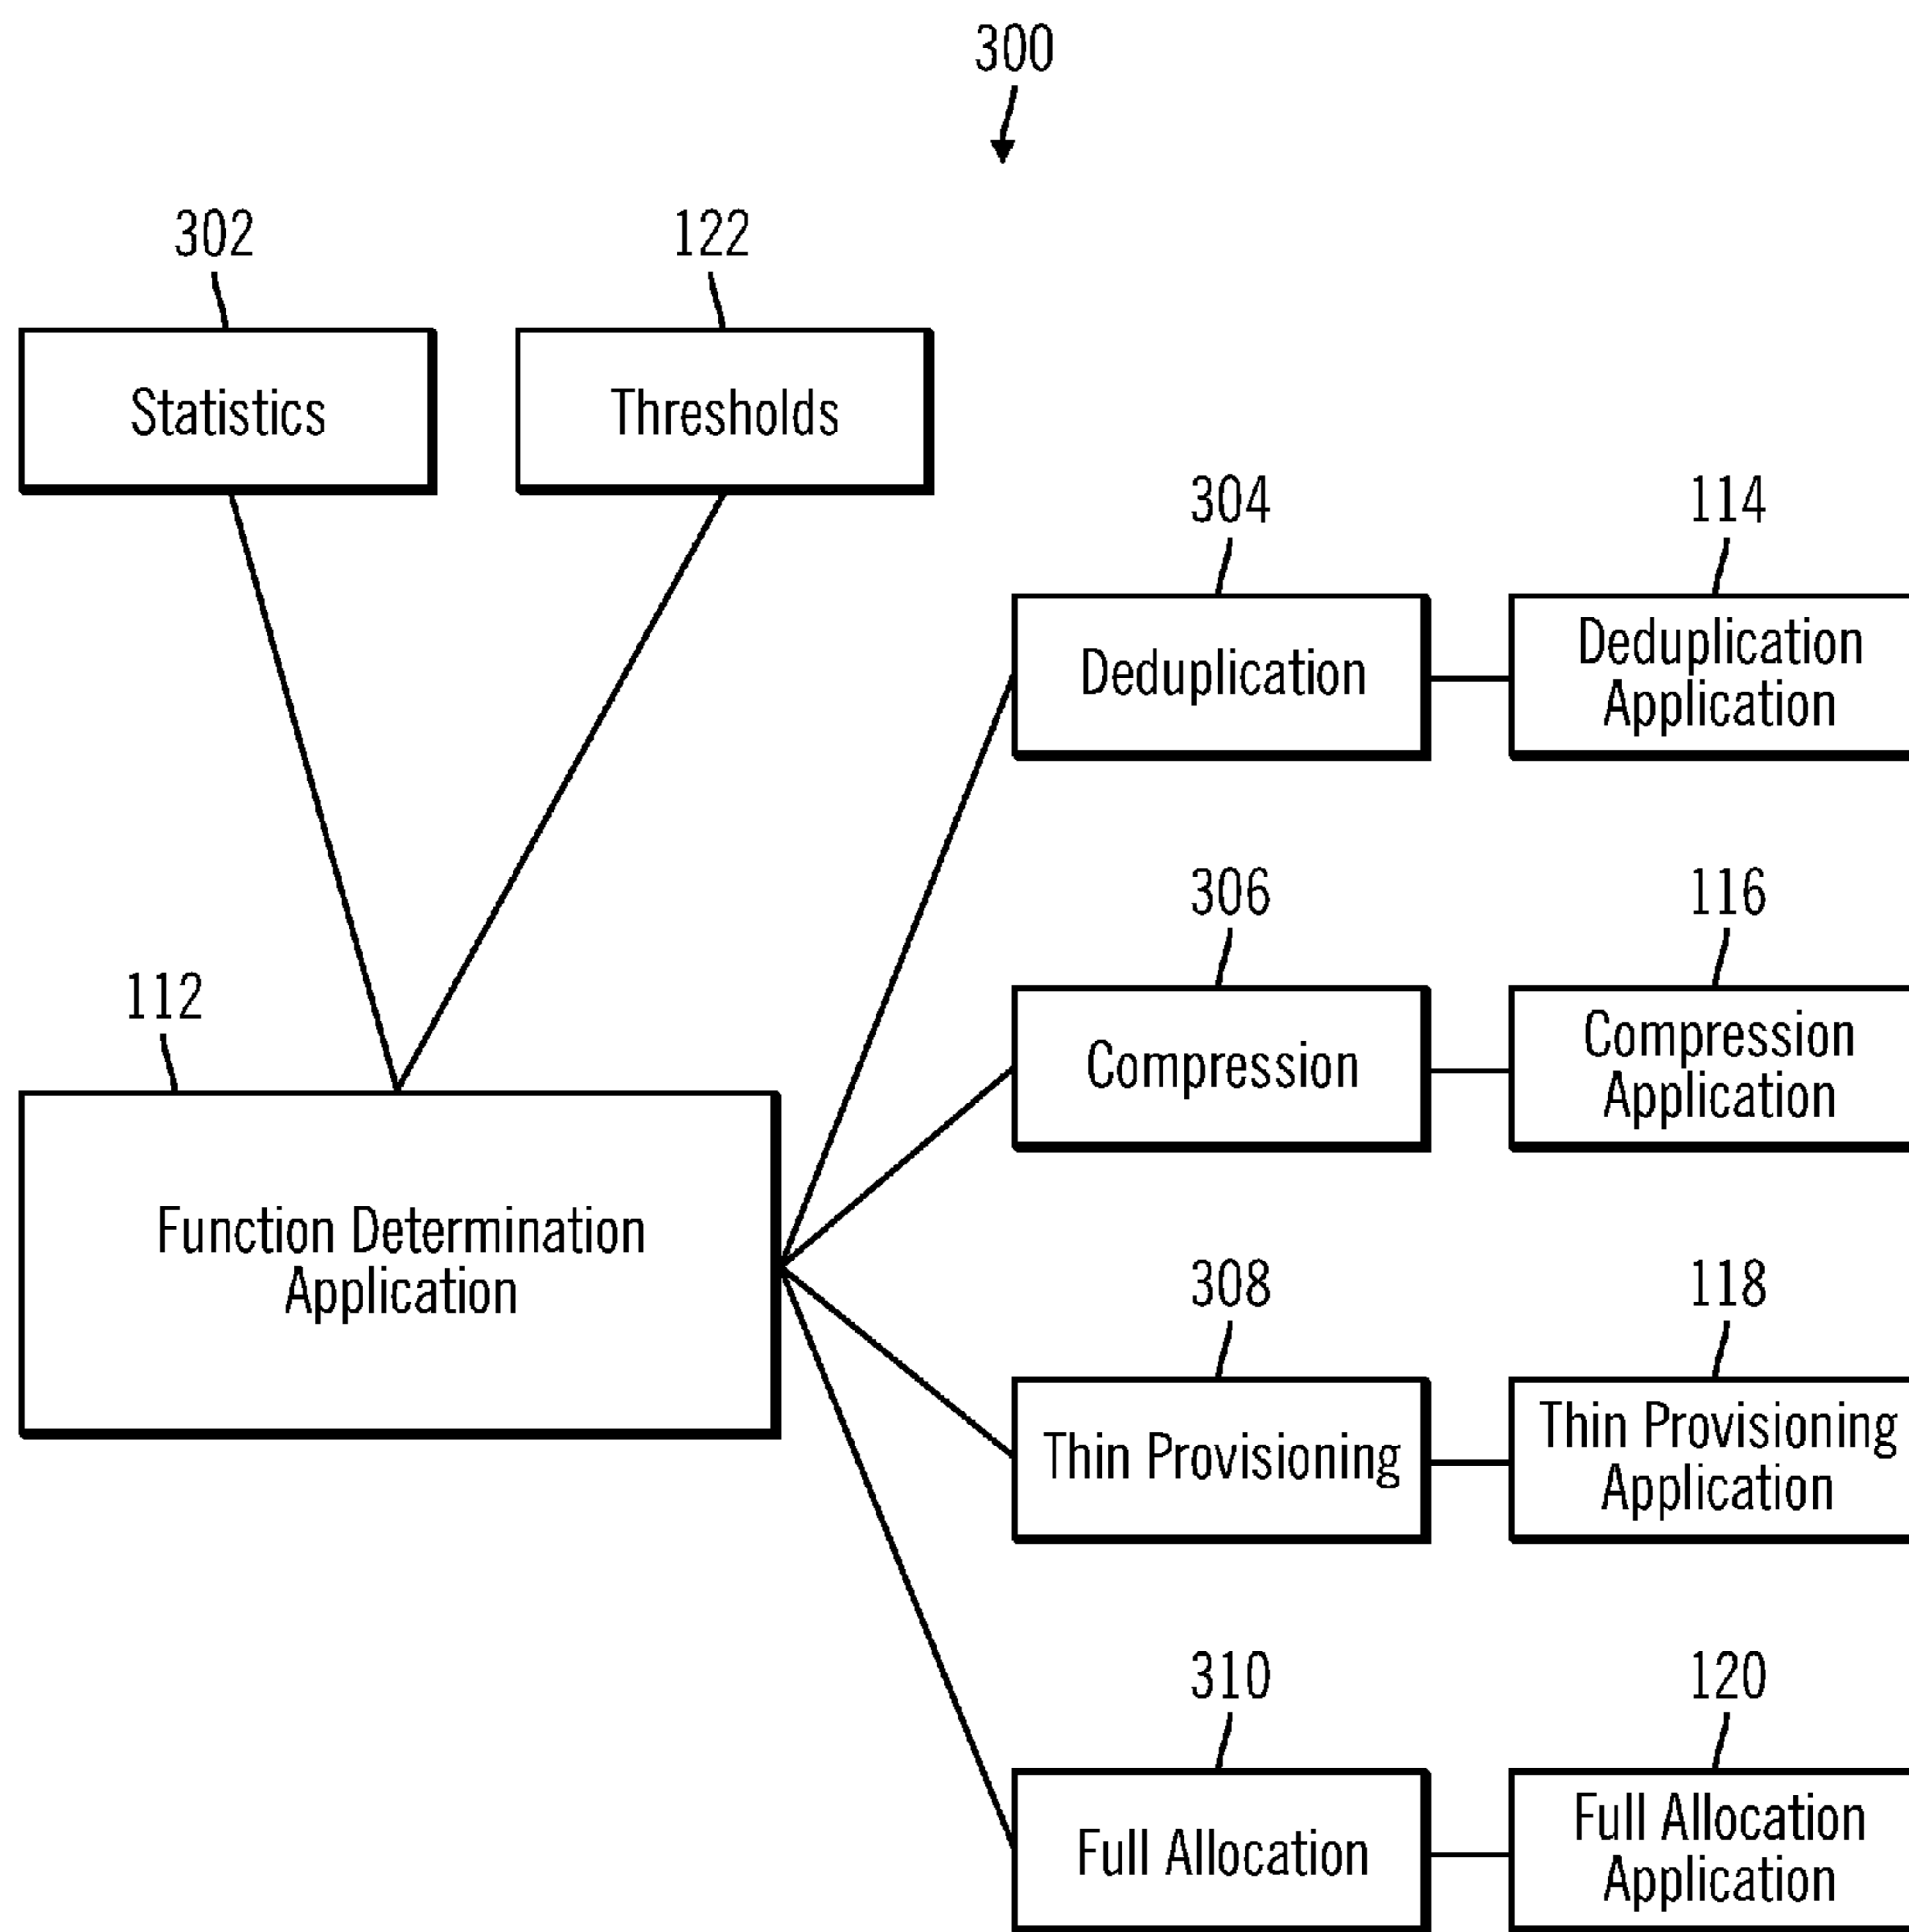 300
302
122
Statistics
Thresholds
304
114
Deduplication
Deduplication
Application
306
116
Compression
Compression
Application
112
Function Determination
Application
308
118
Thin Provisioning
Thin Provisioning
Application
310
120
Full Allocation
Full Allocation
Application